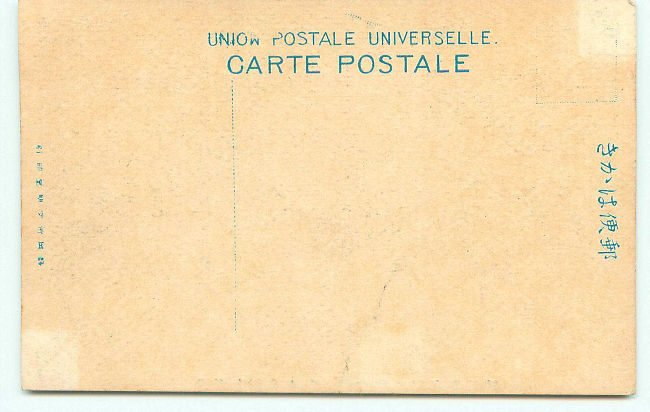 UNION POSTALE UNIVERSELLE.
CARTE POSTALE
きかは便郵